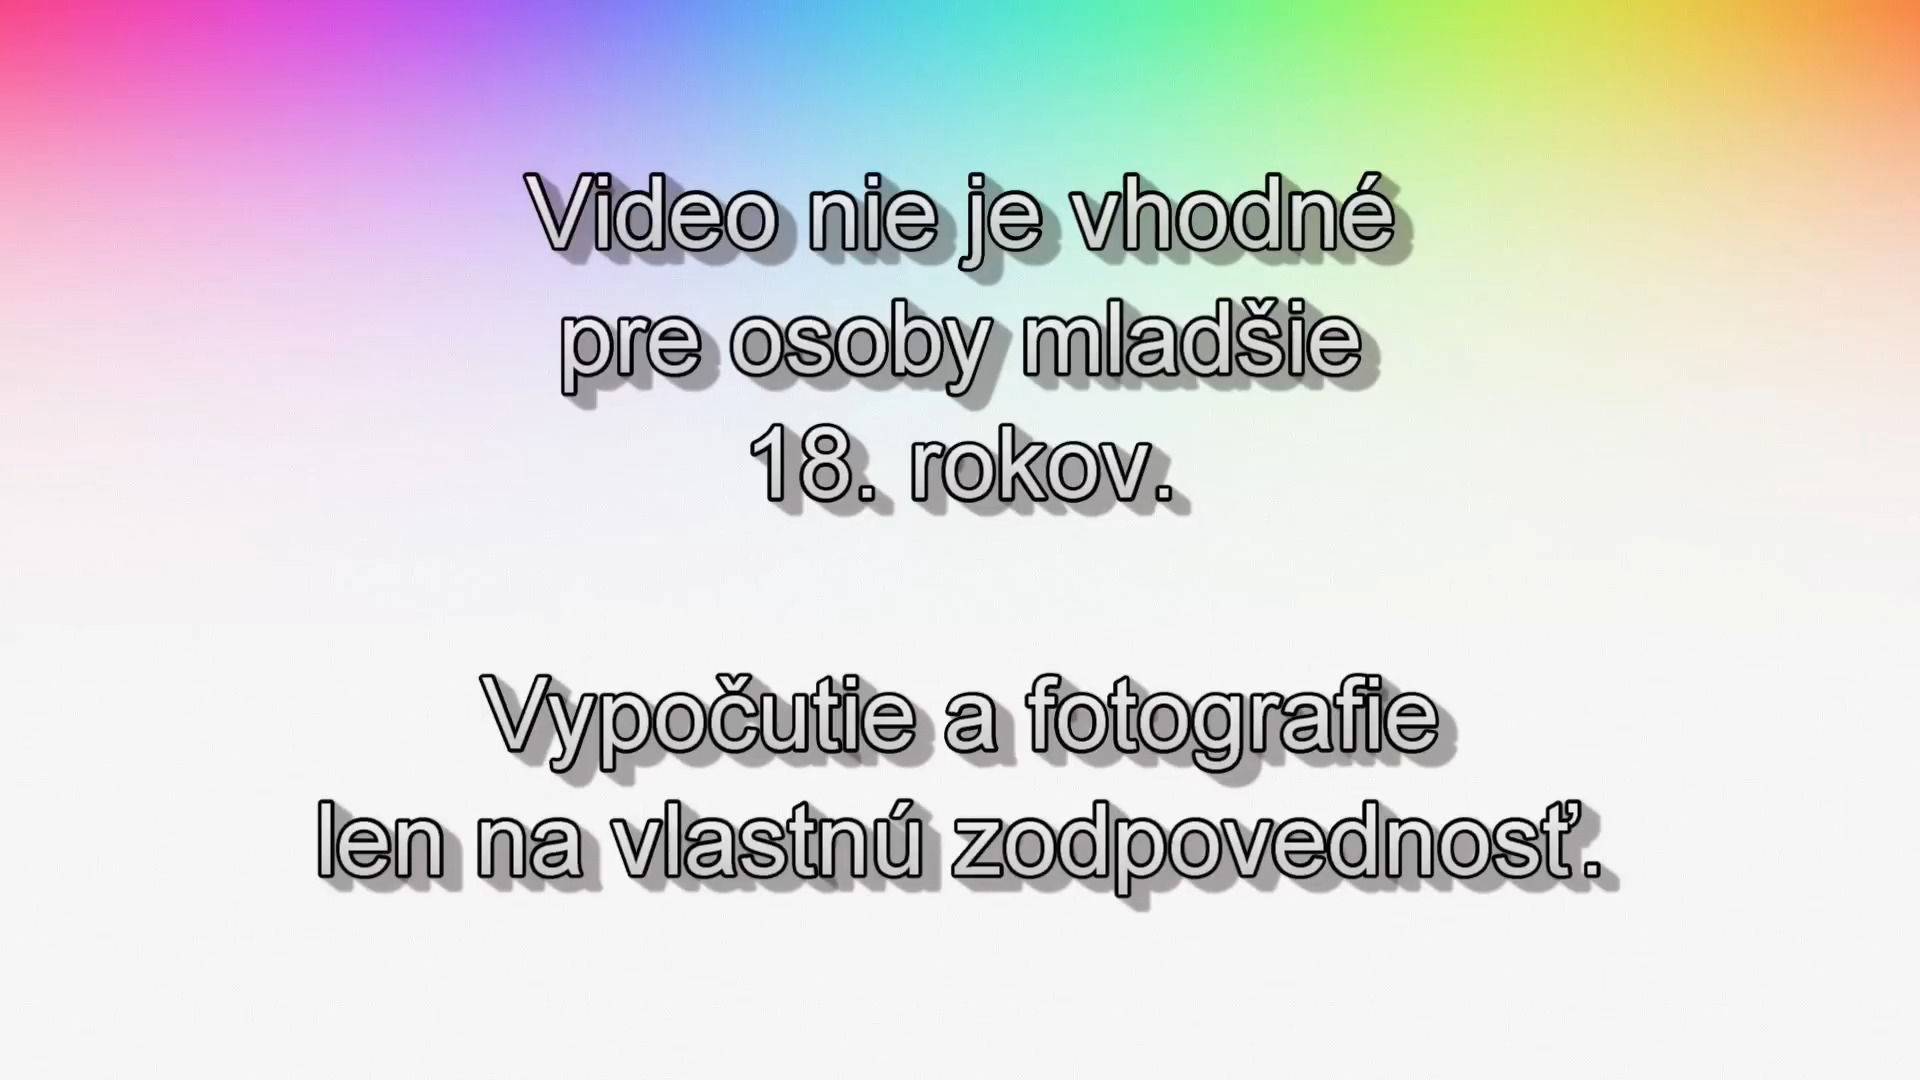 Video nie je vhodné
pre osoby mladšie
18. rokov.
Vypočutie a fotografie
len na vlastnú zodpovednosť.